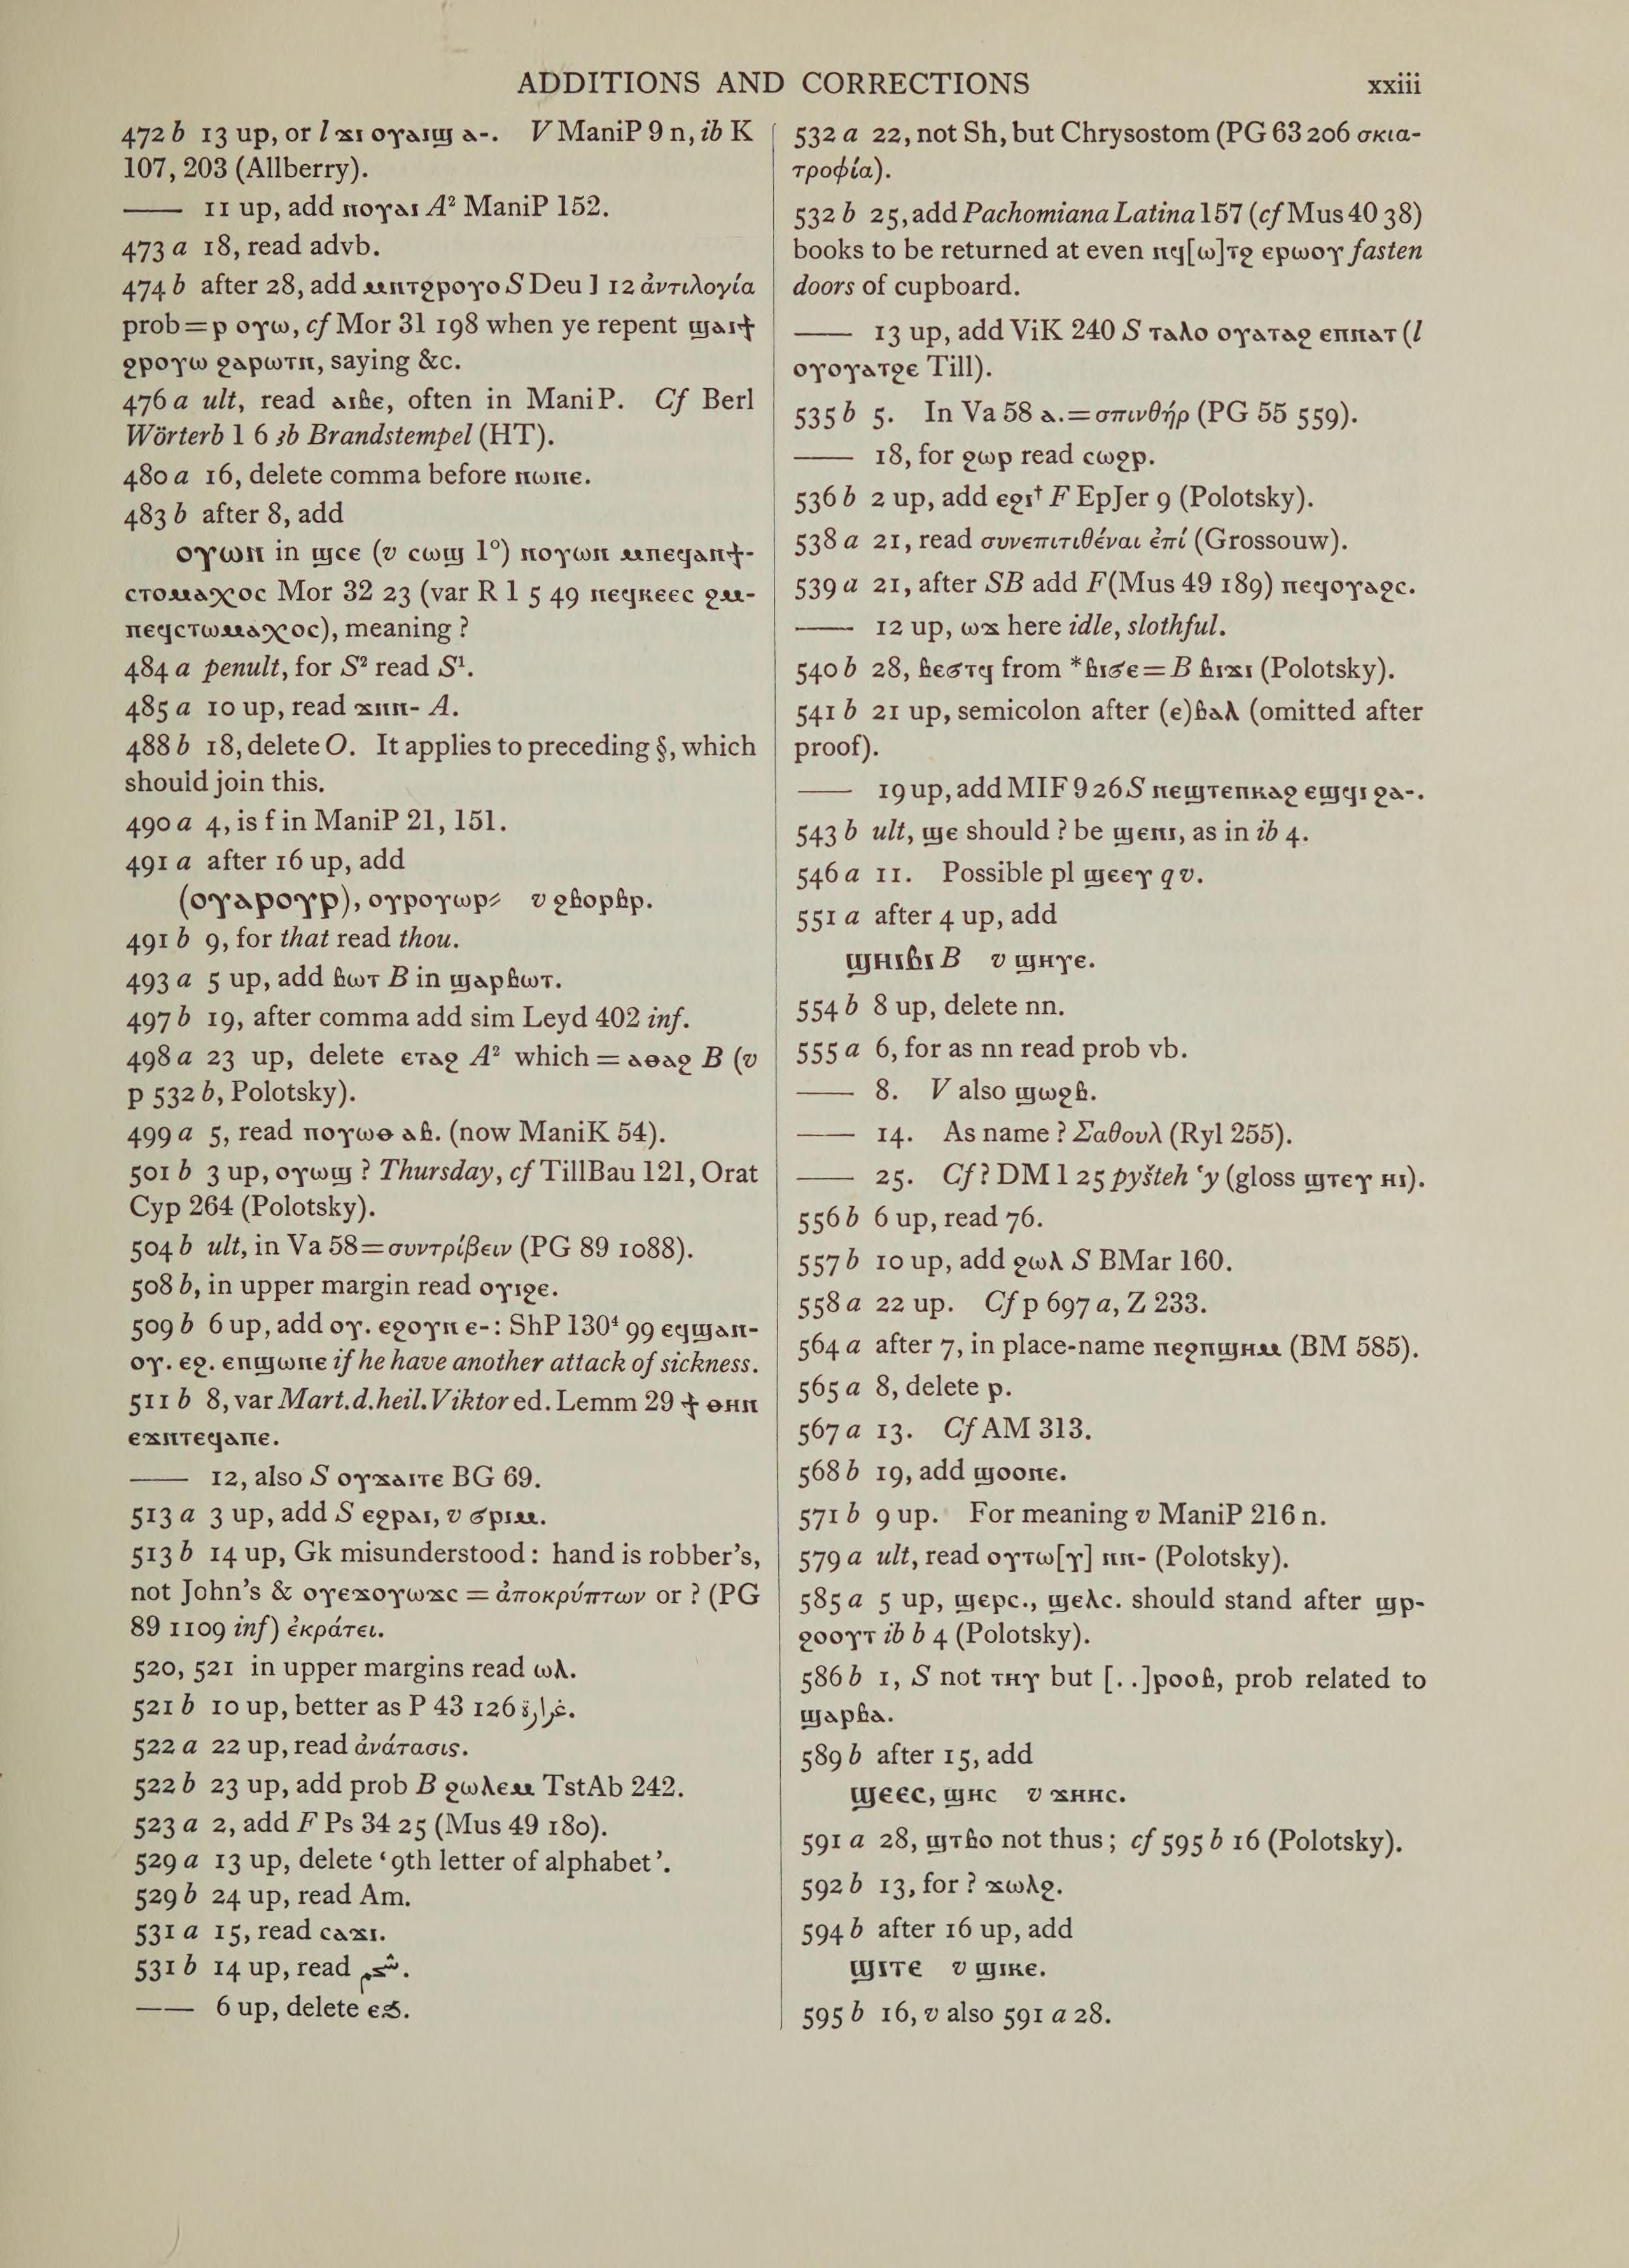 ADDITIONS AND CORRECTIONS xxiii
472 b 13 up, or l ϫⲓ ⲟⲩⲁⲓϣ ⲁ-. V ManiP 9 n, ib K
107, 203 (Allberry).
—— 11 up, add ⲡⲟⲩⲁⲓ A² ManiP 152.
473 a 18, read advb.
474 b after 28, add ⲙⲛⲧϩⲣⲟⲩⲟ S Deu 1 12 ἀντιλογία
prob = ⲣ ⲟⲩⲱ, cf Mor 31 198 when ye repent ϣⲁⲓϯ
ϩⲣⲟⲩⲱ ϩⲁⲣⲱⲧⲛ, saying &c.
476 a ult, read ⲁⲓⲃⲉ, often in ManiP. Cf Berl
Wörterb 1 6 ꜣb Brandstempel (HT).
480 a 16, delete comma before ⲡⲱⲛⲉ.
483 b after 8, add
ⲟⲩⲱⲛ in ϣⲥⲉ (v ⲥⲱϣ 1°) ⲛⲟⲩⲱⲛ ⲙⲡⲉϥⲁⲛϯ-
ⲥⲧⲟⲙⲁⲭⲟⲥ Mor 32 23 (var R 1 5 49 ⲡⲉϥⲕⲉⲉⲥ ϩⲙ-
ⲡⲉϥⲥⲧⲱⲙⲁⲭⲟⲥ), meaning ?
484 a penult, for S² read S¹.
485 a 10 up, read ϫⲓⲛⲛ- A.
488 b 18, delete O. It applies to preceding §, which
should join this.
490 a 4, is f in ManiP 21, 151.
491 a after 16 up, add
(ⲟⲩⲁⲣⲟⲩⲣ), ⲟⲩⲣⲟⲩⲱⲣ⸗ v ϩⲃⲟⲣⲃⲣ.
491 b 9, for that read thou.
493 a 5 up, add ⲃⲱⲧ B in ϣⲁⲣⲃⲱⲧ.
497 b 19, after comma add sim Leyd 402 inf.
498 a 23 up, delete ⲉⲧⲁϩ A² which = ⲁⲑⲁϩ B (v
p 532 b, Polotsky).
499 a 5, read ⲡⲟⲩⲱⲑ ⲁⲃ. (now ManiK 54).
501 b 3 up, ⲟⲩⲱϣ ? Thursday, cf TillBau 121, Orat
Cyp 264 (Polotsky).
504 b ult, in Va 58 = συντρίβειν (PG 89 1088).
508 b, in upper margin read ⲟⲩⲓϩⲉ.
509 b 6 up, add ⲟⲩ. ⲉϩⲟⲩⲛ ⲉ-: ShP 130⁴ 99 ⲉϥϣⲁⲛ-
ⲟⲩ. ⲉϩ. ⲉⲡϣⲱⲛⲉ if he have another attack of sickness.
511 b 8, var Mart. d. heil. Viktor ed. Lemm 29 ϯ ⲑⲏⲛ
ⲉϫⲛⲧⲉϥⲁⲡⲉ.
—— 12, also S ⲟⲩϫⲁⲓⲧⲉ BG 69.
513 a 3 up, add S ⲉϩⲣⲁⲓ, v ϭⲣⲓⲙ.
513 b 14 up, Gk misunderstood: hand is robber's,
not John's & ⲟⲩⲉϫⲟⲩⲱϫⲥ = ἀποκρύπτων or ? (PG
89 1109 inf) ἐκράτει.
520, 521 in upper margins read ⲱⲗ.
521 b 10 up, better as P 43 126 غرارة.
522 a 22 up, read ἀνάτασις.
522 b 23 up, add prob B ϩⲱⲗⲉⲙ TstAb 242.
523 a 2, add F Ps 34 25 (Mus 49 180).
529 a 13 up, delete ‘9th letter of alphabet’.
529 b 24 up, read Am.
531 a 15, read ⲥⲁϫⲓ.
531 b 14 up, read
—— 6 up, delete ⲉϫ.
532 a 22, not Sh, but Chrysostom (PG 63 206 σκια-
τροφία).
532 b 25, add Pachomiana Latina 157 (cf Mus 40 38)
books to be returned at even ⲛϥ[ⲱ]ⲧϩ ⲉⲣⲱⲟⲩ fasten
doors of cupboard.
—— 13 up, add ViK 240 S ⲧⲁⲗⲟ ⲟⲩⲁⲧⲁϩ ⲉⲡⲛⲁⲧ (l
ⲟⲩⲟⲩⲁⲧϩⲉ Till).
535 b 5. In Va 58 ⲁ. = σπινθήρ (PG 55 559).
—— 18, for ϩⲱⲣ read ⲥⲱϩⲣ.
536 b 2 up, add ⲉϩⲓ† F EpJer 9 (Polotsky).
538 a 21, read συνεπιτιθέναι ἐπί (Grossouw).
539 a 21, after SB add F (Mus 49 189) ⲡⲉϥⲟⲩⲁϩⲥ.
—— 12 up, ⲱϫ here idle, slothful.
540 b 28, ⲃⲉϭⲧϥ from *ⲃⲓϭⲉ = B ⲃⲓϫⲓ (Polotsky).
541 b 21 up, semicolon after (ⲉ)ⲃⲁⲗ (omitted after
proof).
—— 19 up, add MIF 9 26 S ⲡⲉϣⲧⲉⲡⲕⲁϩ ⲉϣϥⲓ ϩⲁ-.
543 b ult, ϣⲉ should ? be ϣⲉⲛⲓ, as in ib 4.
546 a 11. Possible pl ϣⲉⲉⲩ q v.
551 a after 4 up, add
ϣⲏⲓⲃⲓ B v ϣⲏⲩⲉ.
554 b 8 up, delete nn.
555 a 6, for as nn read prob vb.
—— 8. V also ϣⲱϩⲃ.
—— 14. As name ? Σαθουλ (Ryl 255).
—— 25. Cf ? DM 1 25 pyšteh ʿy (gloss ϣⲧⲉⲩ ⲏⲓ).
556 b 6 up, read 76.
557 b 10 up, add ϩⲱⲗ S BMar 160.
558 a 22 up. Cf p 697 a, Z 233.
564 a after 7, in place-name ⲡⲉϩⲡϣⲏⲙ (BM 585).
565 a 8, delete p.
567 a 13. Cf AM 313.
568 b 19, add ϣⲟⲟⲛⲉ.
571 b 9 up. For meaning v ManiP 216 n.
579 a ult, read ⲟⲩⲧⲱ[ⲩ] ⲛⲛ- (Polotsky).
585 a 5 up, ϣⲉⲣⲥ., ϣⲉⲗⲥ. should stand after ϣⲣ-
ϩⲟⲟⲩⲧ ib b 4 (Polotsky).
586 b 1, S not ⲧⲏⲩ but [. .]ⲣⲟⲟⲃ, prob related to
ϣⲁⲣⲃⲁ.
589 b after 15, add
ϣⲉⲉⲥ, ϣⲏⲥ v ϫⲏⲏⲥ.
591 a 28, ϣⲧⲃⲟ not thus; cf 595 b 16 (Polotsky).
592 b 13, for ? ϫⲱⲗϩ.
594 b after 16 up, add
ϣⲓⲧⲉ v ϣⲓⲕⲉ.
595 b 16, v also 591 a 28.